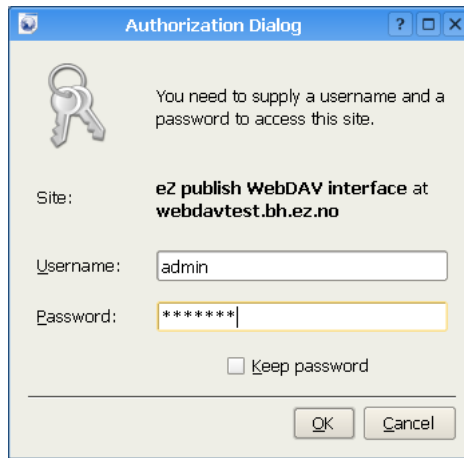 Authorization Dialog
You need to supply a username and a
password to access this site.
Site:
eZ publish WebDAV interface at
webdavtest.bh.ez.no
Username:
admin
Password:
*******
Keep password
OK
Cancel